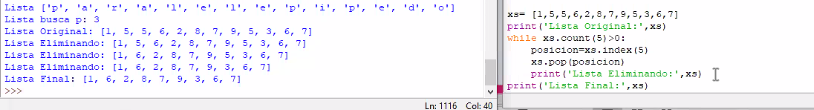 Lista ['p', 'a', 'r', 'a', 'l', 'e', 'l', 'e', 'p', 'i', 'p', 'e', 'd', 'o']
Lista busca p: 3
Lista Original: [1, 5, 5, 6, 2, 8, 7, 9, 5, 3, 6, 7]
Lista Eliminando: [1, 5, 6, 2, 8, 7, 9, 5, 3, 6, 7]
Lista Eliminando: [1, 6, 2, 8, 7, 9, 5, 3, 6, 7]
Lista Eliminando: [1, 6, 2, 8, 7, 9, 3, 6, 7]
Lista Final: [1, 6, 2, 8, 7, 9, 3, 6, 7]
>>>
Ln: 1116 Col: 40
xs= [1,5,5,6,2,8,7,9,5,3,6,7]
print('Lista Original:',xs)
while xs.count(5)>0:
    posicion=xs.index(5)
    xs.pop(posicion)
    print('Lista Eliminando:',xs)
print('Lista Final:',xs)